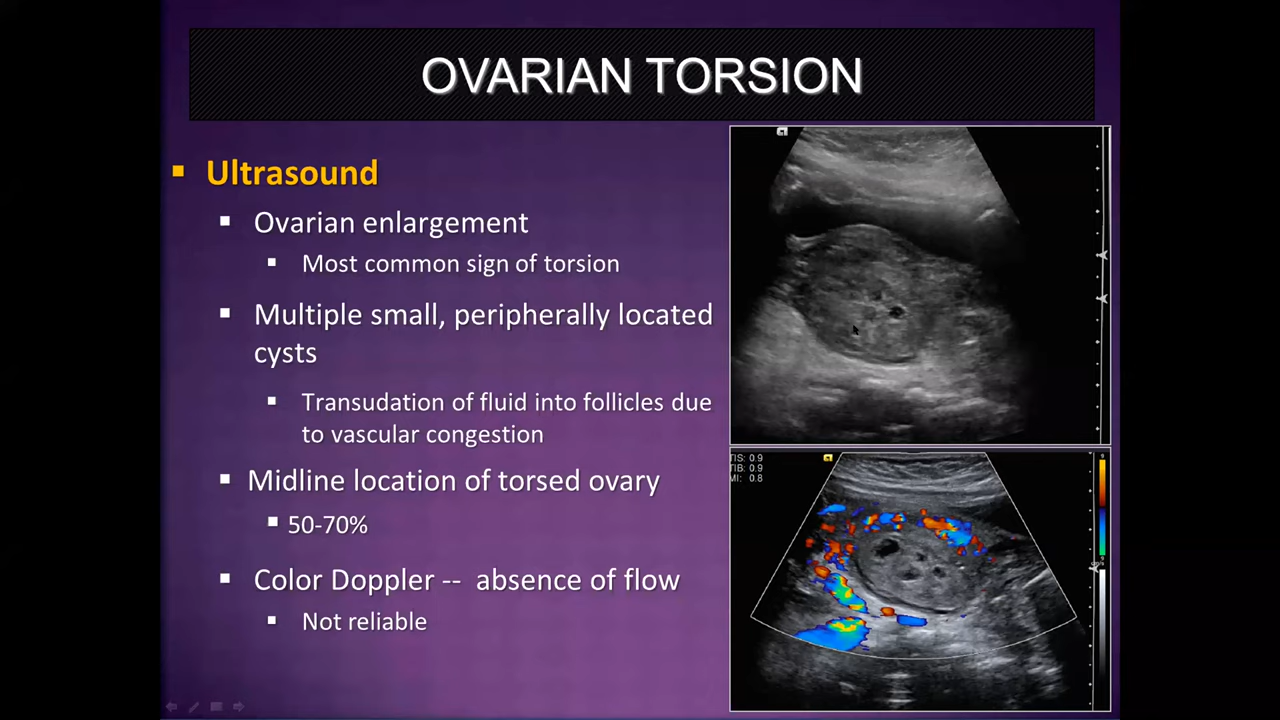 OVARIAN TORSION
Ultrasound
Ovarian enlargement
Most common sign of torsion
Multiple small, peripherally located
cysts
Transudation of fluid into follicles due
to vascular congestion
Midline location of torsed ovary
50-70%
Color Doppler -- absence of flow
Not reliable
TIS: 0.9
TIB: 0.9
MI: 0.8